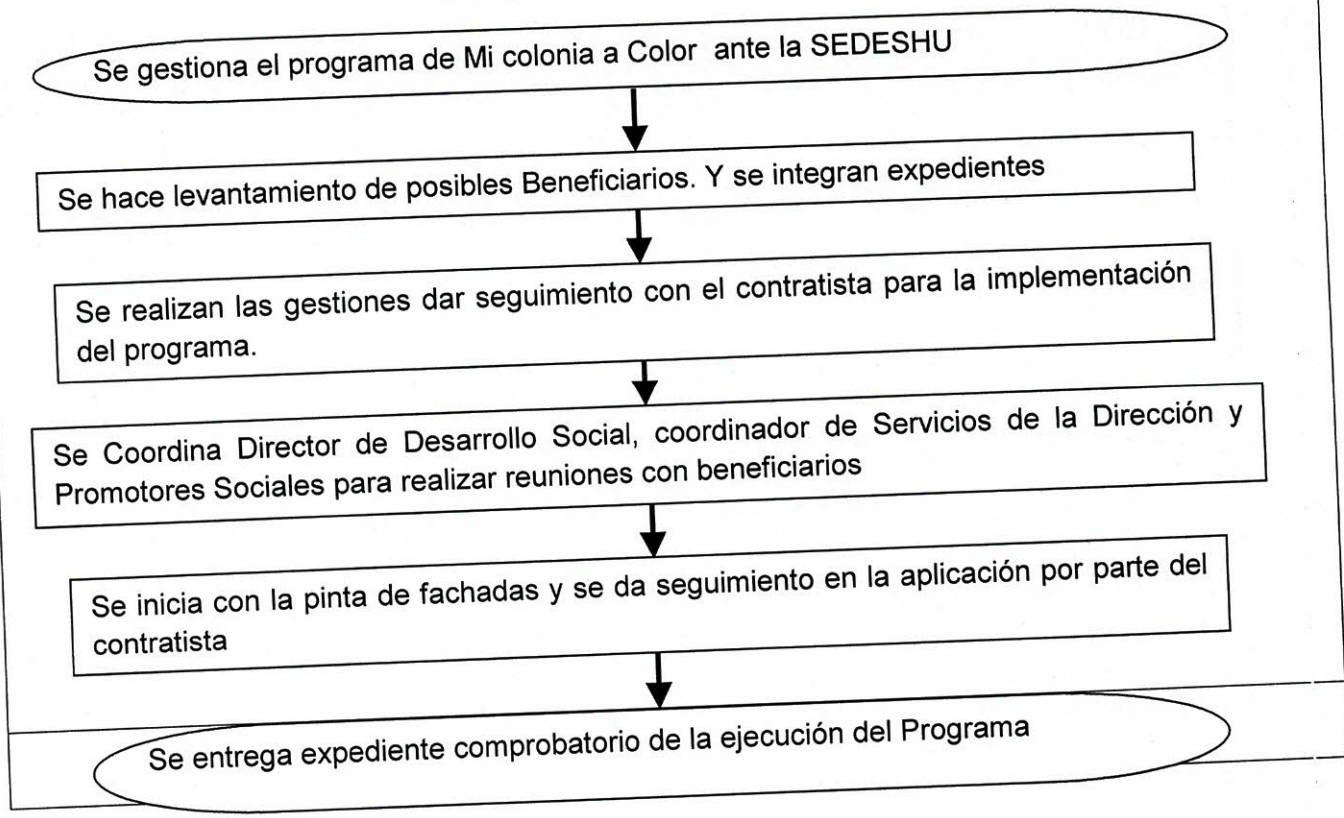 Se gestiona el programa de Mi colonia a Color ante la SEDESHU
Se hace levantamiento de posibles Beneficiarios. Y se integran expedientes
Se realizan las gestiones dar seguimiento con el contratista para la implementación
del programa.
Se Coordina Director de Desarrollo Social, coordinador de Servicios de la Dirección y
Promotores Sociales para realizar reuniones con beneficiarios
Se inicia con la pinta de fachadas y se da seguimiento en la aplicación por parte del
contratista
Se entrega expediente comprobatorio de la ejecución del Programa